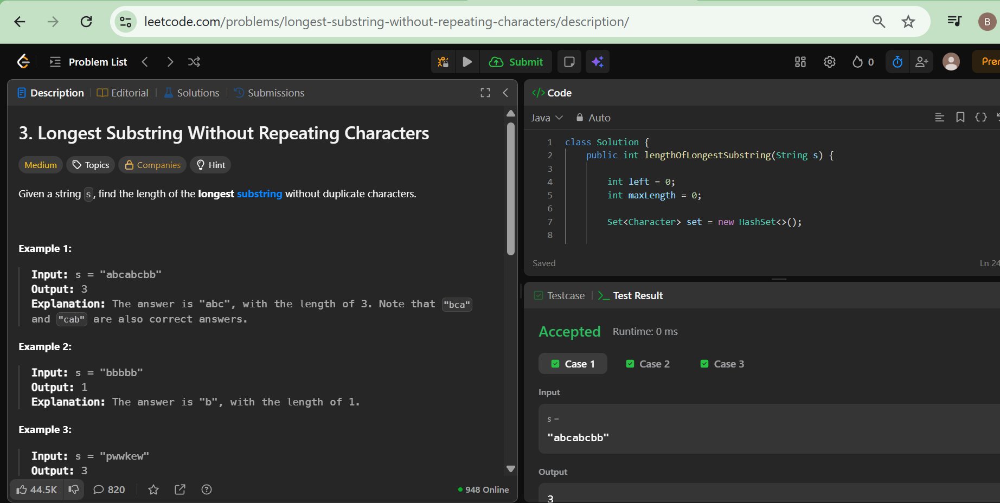 leetcode.com/problems/longest-substring-without-repeating-characters/description/
B
Problem List
Submit
0
Description
Editorial
Solutions
Submissions
3. Longest Substring Without Repeating Characters
Medium
Topics
Companies
Hint
Given a string s, find the length of the longest substring without duplicate characters.
Example 1:
Input: s = "abcabcbb"
Output: 3
Explanation: The answer is "abc", with the length of 3. Note that "bca"
and "cab" are also correct answers.
Example 2:
Input: s = "bbbbb"
Output: 1
Explanation: The answer is "b", with the length of 1.
Example 3:
Input: s = "pwwkew"
Output: 3
44.5K
820
948 Online
</> Code
Java
Auto
1 class Solution {
2 public int lengthOfLongestSubstring(String s) {
3
4 int left = 0;
5 int maxLength = 0;
6
7 Set<Character> set = new HashSet<>();
8
Saved
Ln 24
Testcase
>_ Test Result
Accepted
Runtime: 0 ms
Case 1
Case 2
Case 3
Input
s =
"abcabcbb"
Output
3